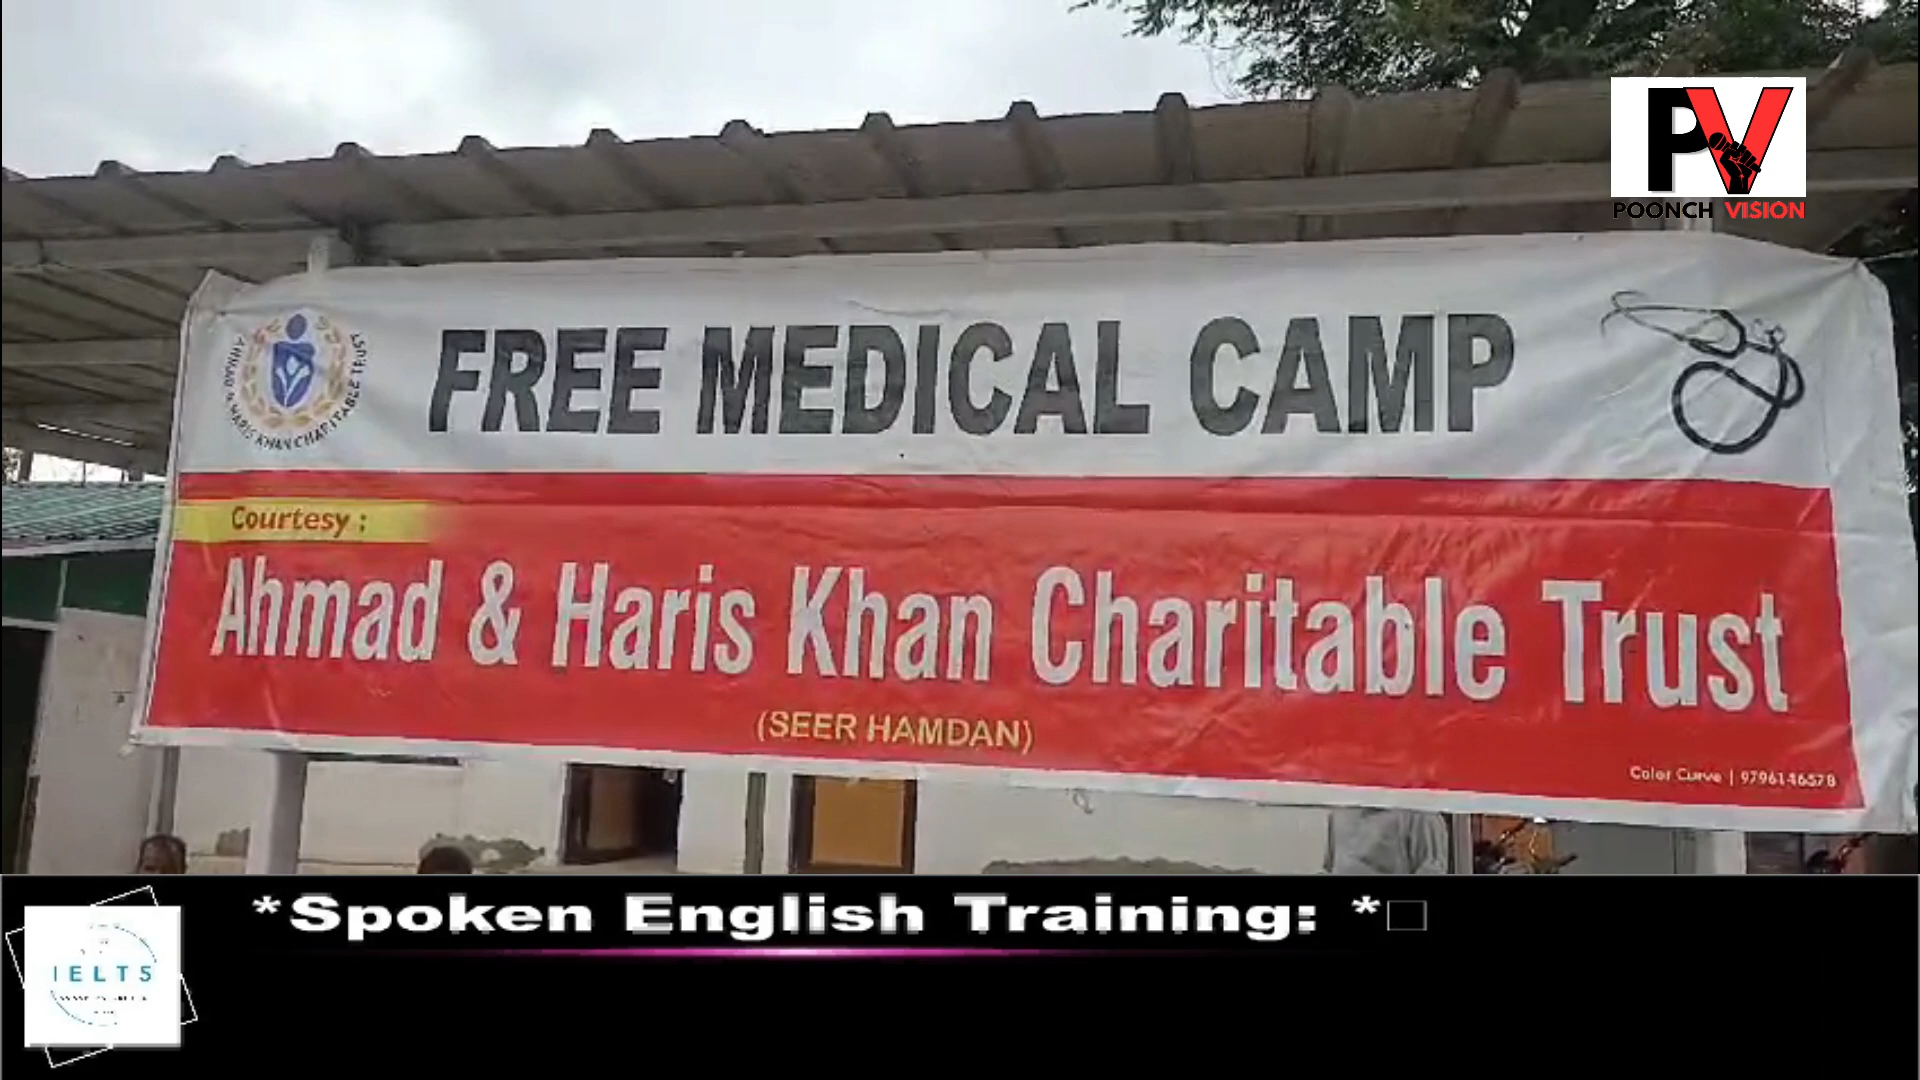 PV
POONCH VISION
AHMAD & HARIS KHAN CHARITABLE TRUST
FREE MEDICAL CAMP
Courtesy :
Ahmad & Haris Khan Charitable Trust
(SEER HAMDAN)
Color Curve | 9796146578
*Spoken English Training: *□
IELTS